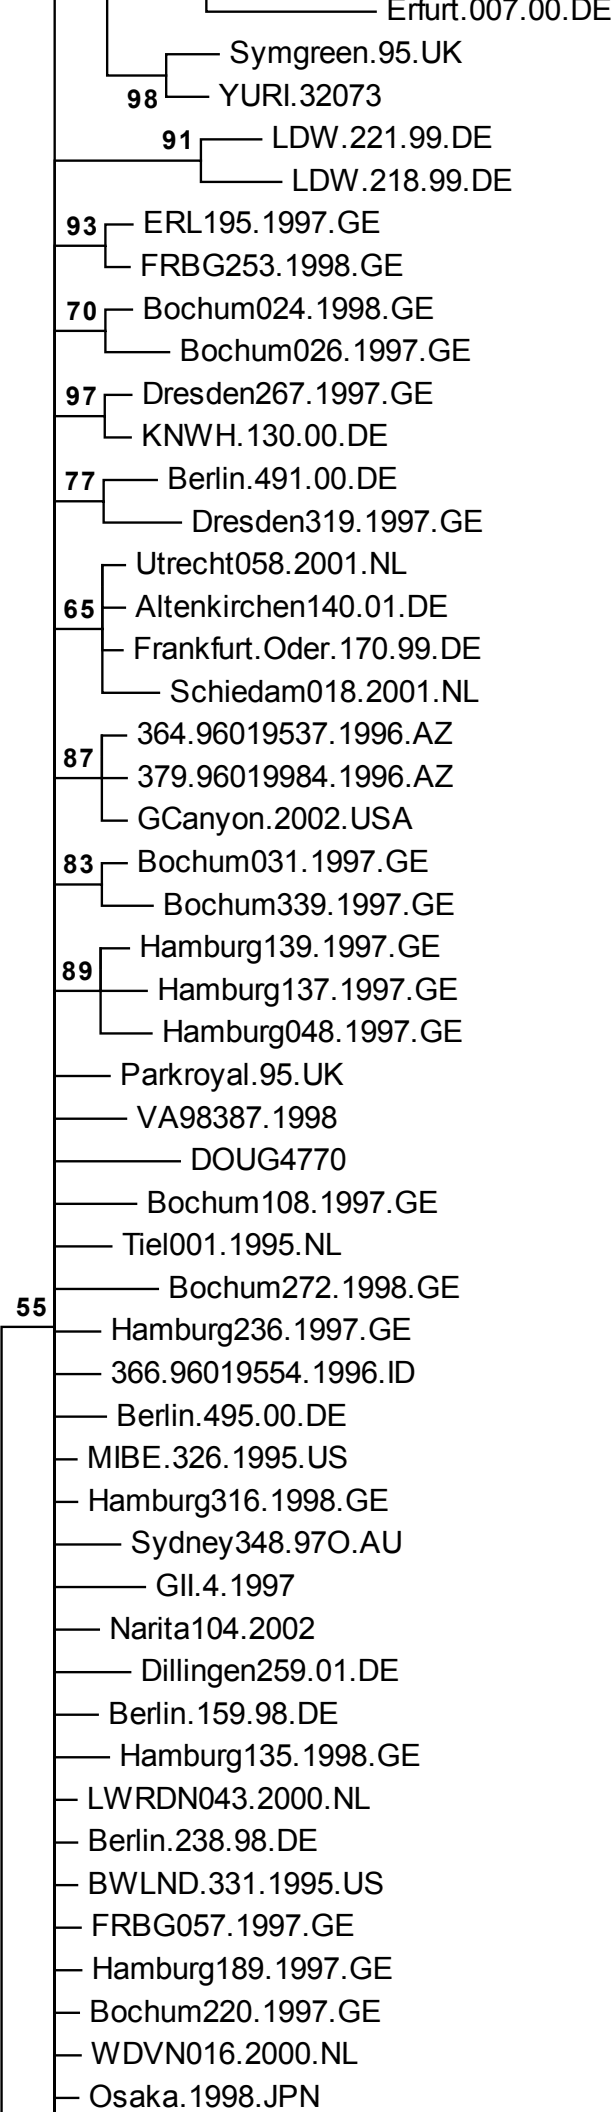 Erfurt.007.00.DE
Symgreen.95.UK
98 YURI.32073
91 LDW.221.99.DE
LDW.218.99.DE
93 ERL195.1997.GE
FRBG253.1998.GE
70 Bochum024.1998.GE
Bochum026.1997.GE
97 Dresden267.1997.GE
KNWH.130.00.DE
77 Berlin.491.00.DE
Dresden319.1997.GE
Utrecht058.2001.NL
65 Altenkirchen140.01.DE
Frankfurt.Oder.170.99.DE
Schiedam018.2001.NL
364.96019537.1996.AZ
87 379.96019984.1996.AZ
GCanyon.2002.USA
83 Bochum031.1997.GE
Bochum339.1997.GE
Hamburg139.1997.GE
89 Hamburg137.1997.GE
Hamburg048.1997.GE
Parkroyal.95.UK
VA98387.1998
DOUG4770
Bochum108.1997.GE
Tiel001.1995.NL
Bochum272.1998.GE
55 Hamburg236.1997.GE
366.96019554.1996.ID
Berlin.495.00.DE
MIBE.326.1995.US
Hamburg316.1998.GE
Sydney348.97O.AU
GII.4.1997
Narita104.2002
Dillingen259.01.DE
Berlin.159.98.DE
Hamburg135.1998.GE
LWRDN043.2000.NL
Berlin.238.98.DE
BWLND.331.1995.US
FRBG057.1997.GE
Hamburg189.1997.GE
Bochum220.1997.GE
WDVN016.2000.NL
Osaka.1998.JPN